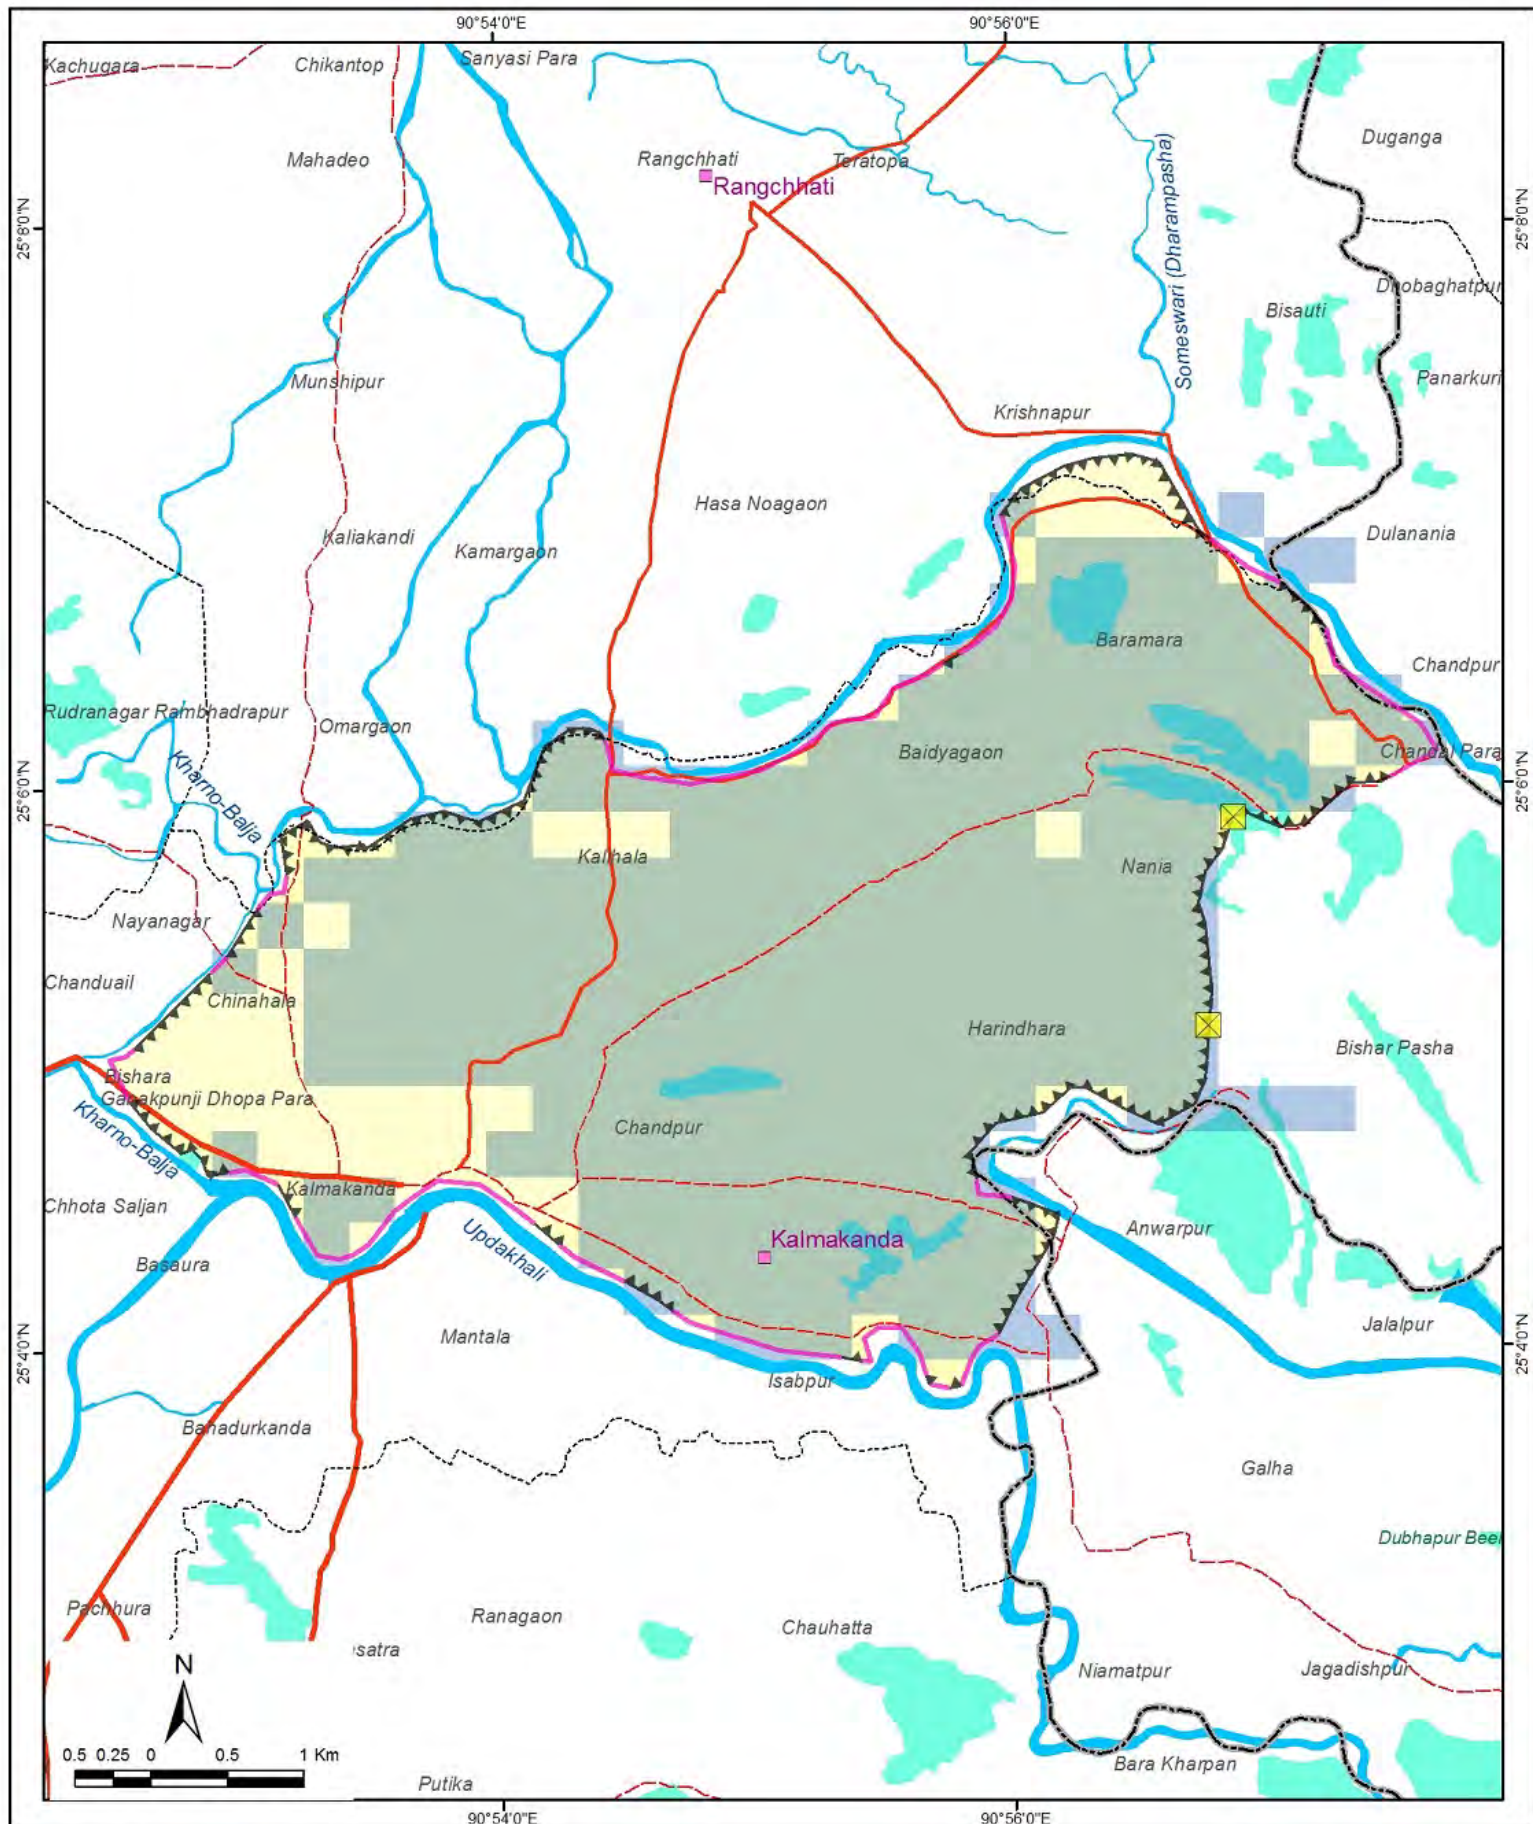 90°54'0"E
90°56'0"E
Kachugara
Chikantop
Sanyasi Para
Duganga
Mahadeo
Rangchhati
Teratopa
Rangchhati
Someswari (Dharampasha)
25°8'0"N
25°8'0"N
Dhobaghatpur
Bisauti
Munshipur
Panarkuri
Krishnapur
Hasa Noagaon
Kaliakandi
Kamargaon
Dulanania
Baramara
Chandpur
Rudranagar Rambhadrapur
Omargaon
Baidyagaon
Chandal Para
Kharno-Balja
25°6'0"N
25°6'0"N
Kalihala
Nania
Nayanagar
Chanduail
Chinahala
Harindhara
Bishar Pasha
Bishara
Ganakpunji Dhopa Para
Kharno-Balja
Chandpur
Kalmakanda
Chhota Saljan
Anwarpur
Updakhali
Kalmakanda
Basaura
Mantala
Jalalpur
25°4'0"N
25°4'0"N
Isabpur
Bahadurkanda
Galha
Dubhapur Beel
Pachhura
Ranagaon
Chauhatta
satra
Niamatpur
Jagadishpur
N
0.5 0.25 0 0.5 1 Km
Bara Kharpan
Putika
90°54'0"E
90°56'0"E